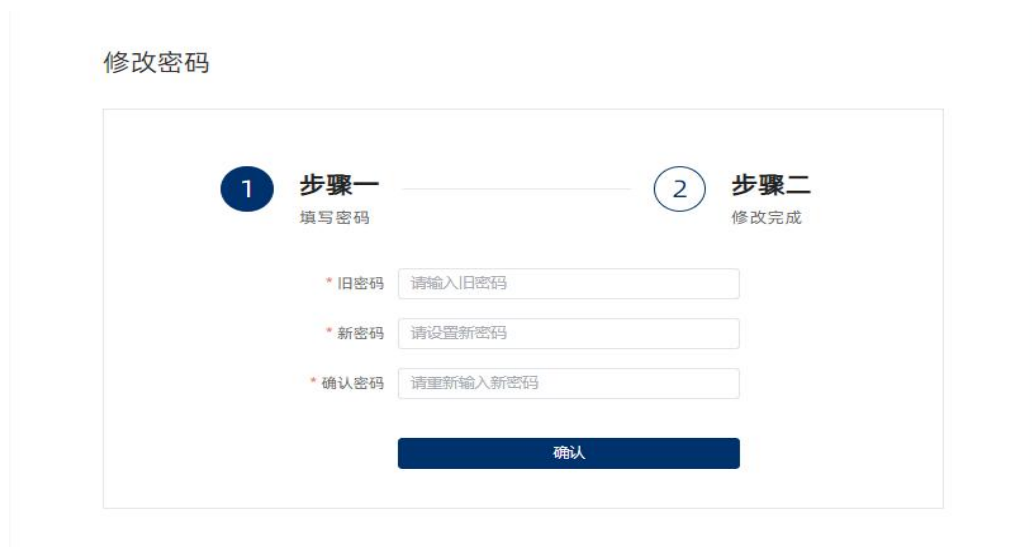 修改密码
1 步骤一 2 步骤二
填写密码 修改完成
* 旧密码 请输入旧密码
* 新密码 请设置新密码
* 确认密码 请重新输入新密码
确认